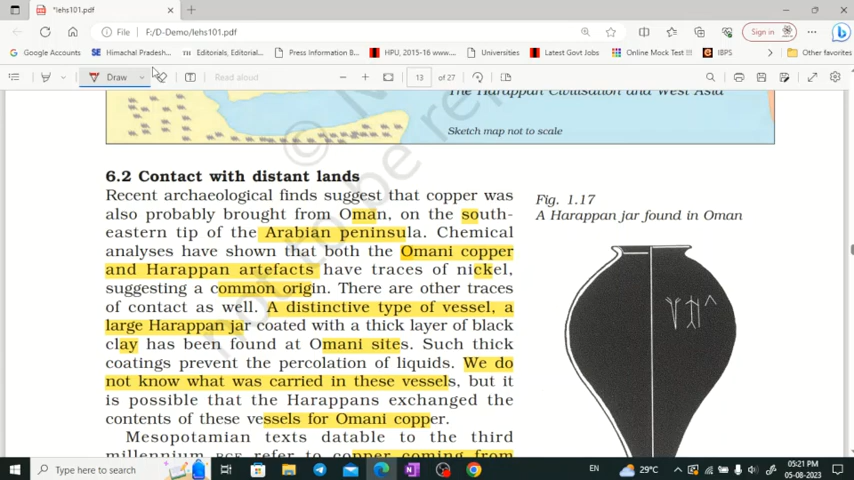 *lehs101.pdf
File F:/D-Demo/lehs101.pdf
Sign in
Google Accounts Himachal Pradesh... Editorials, Editorial... Press Information B... HPU, 2015-16 www.... Universities Latest Govt Jobs Online Mock Test IBPS Other favorites
Draw Read aloud 13 of 27
The Harappan Civilisation and West Asia
Sketch map not to scale
6.2 Contact with distant lands
Recent archaeological finds suggest that copper was
also probably brought from Oman, on the south-
eastern tip of the Arabian peninsula. Chemical
analyses have shown that both the Omani copper
and Harappan artefacts have traces of nickel,
suggesting a common origin. There are other traces
of contact as well. A distinctive type of vessel, a
large Harappan jar coated with a thick layer of black
clay has been found at Omani sites. Such thick
coatings prevent the percolation of liquids. We do
not know what was carried in these vessels, but it
is possible that the Harappans exchanged the
contents of these vessels for Omani copper.
Mesopotamian texts datable to the third
millennium BCE refer to copper coming from
Fig. 1.17
A Harappan jar found in Oman
Type here to search
29°C
EN
05:21 PM
05-08-2023